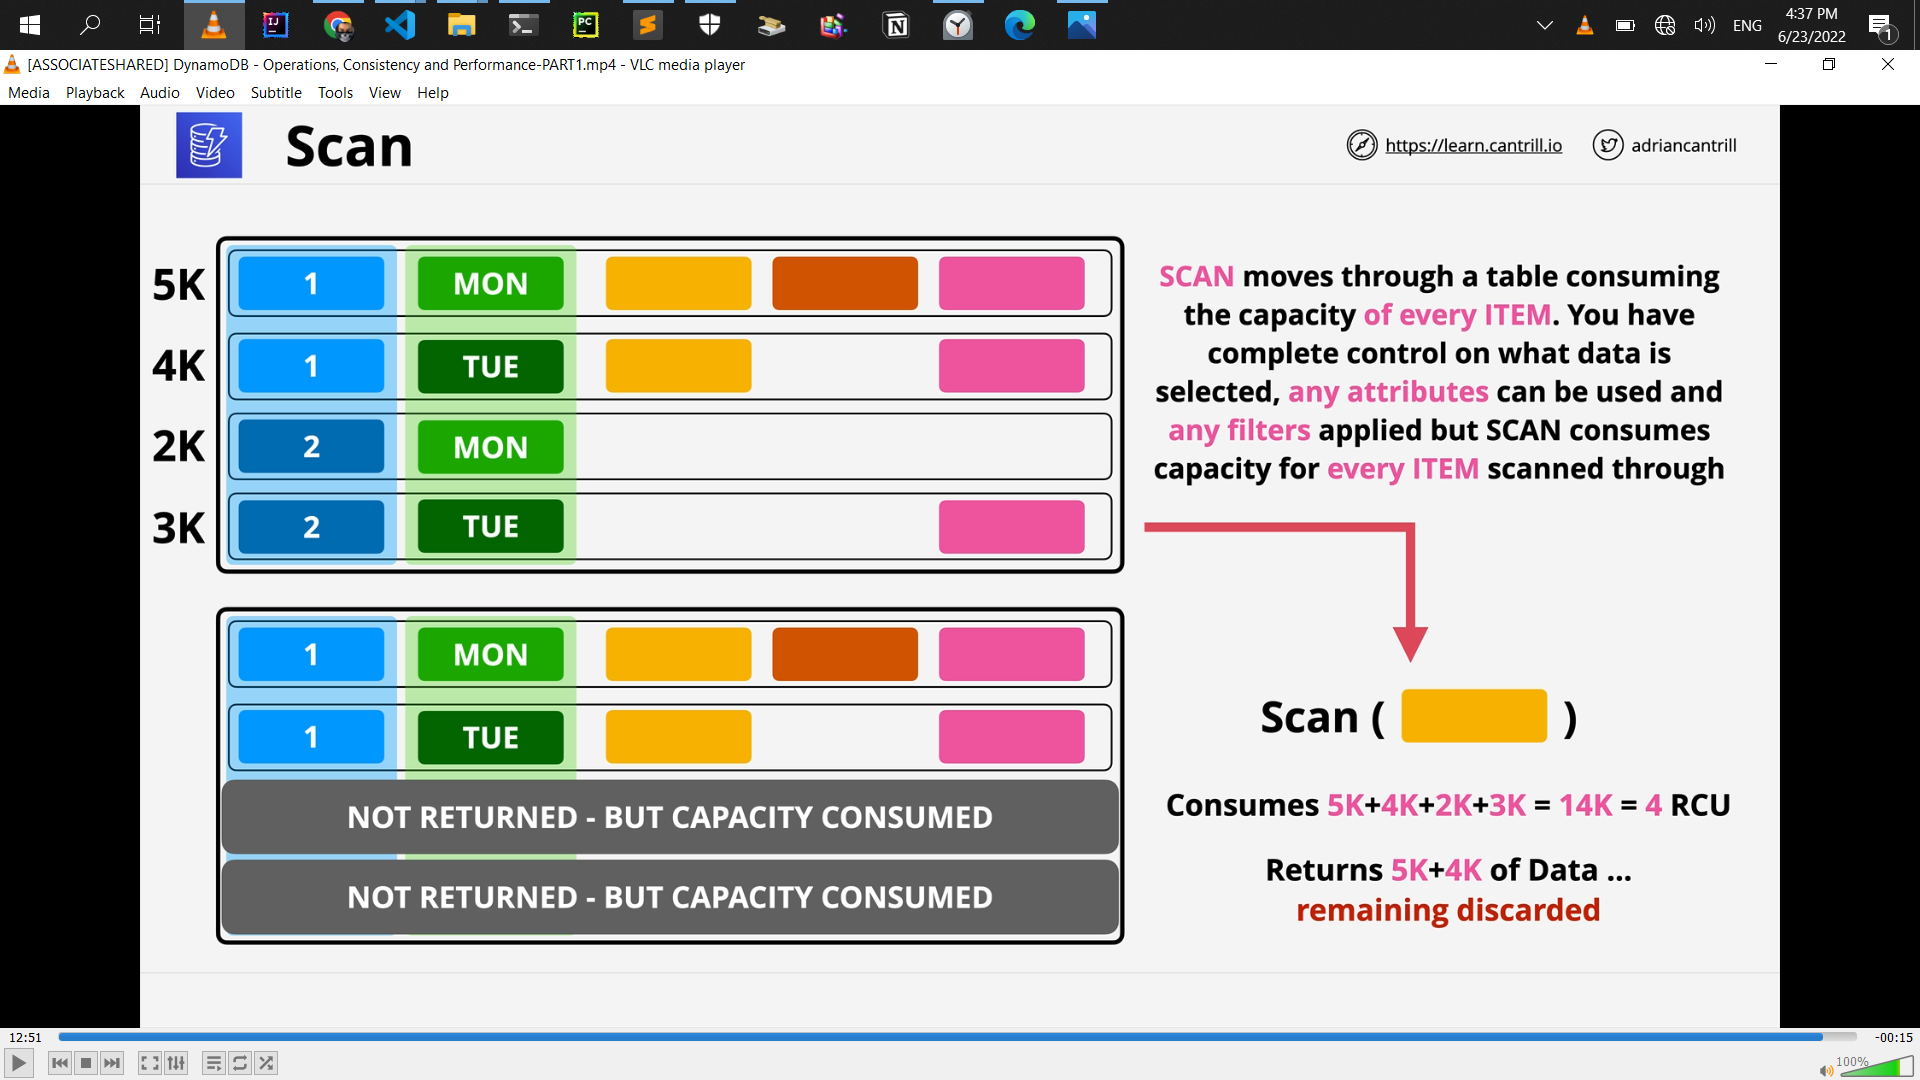 IJ
PC
N
ENG
4:37 PM
6/23/2022
1
[ASSOCIATESHARED] DynamoDB - Operations, Consistency and Performance-PART1.mp4 - VLC media player
Media Playback Audio Video Subtitle Tools View Help
Scan
https://learn.cantrill.io
adriancantrill
5K 1 MON
4K 1 TUE
2K 2 MON
3K 2 TUE
SCAN moves through a table consuming
the capacity of every ITEM. You have
complete control on what data is
selected, any attributes can be used and
any filters applied but SCAN consumes
capacity for every ITEM scanned through
1 MON
1 TUE
NOT RETURNED - BUT CAPACITY CONSUMED
NOT RETURNED - BUT CAPACITY CONSUMED
Scan ( )
Consumes 5K+4K+2K+3K = 14K = 4 RCU
Returns 5K+4K of Data ...
remaining discarded
12:51
-00:15
100%